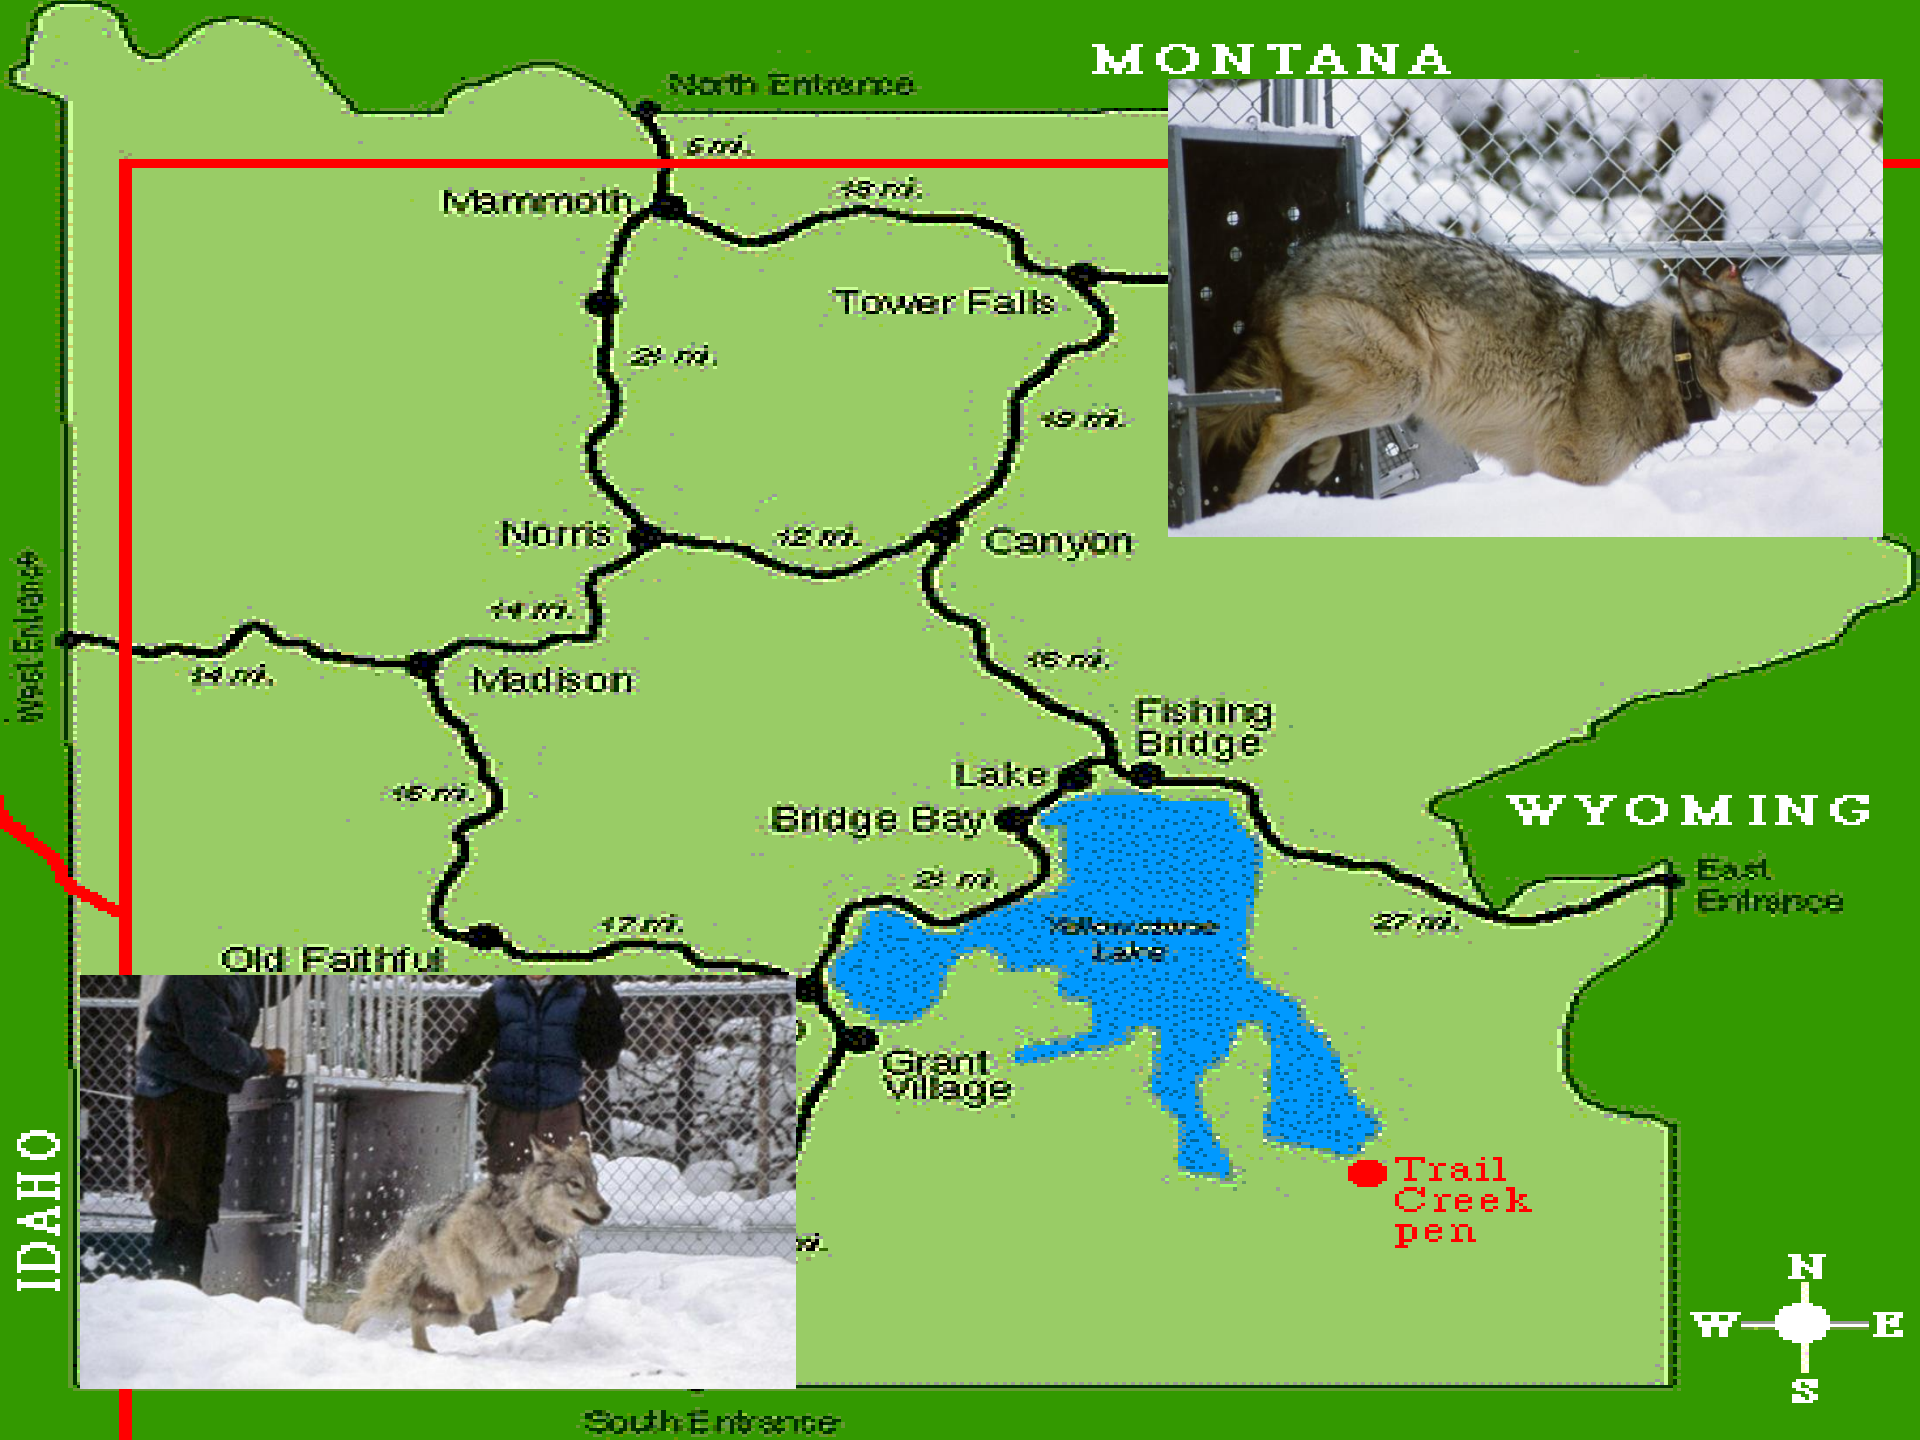 MONTANA
North Entrance
5 mi.
Mammoth
18 mi.
Tower Falls
21 mi.
19 mi.
Norris
12 mi.
Canyon
West Entrance
14 mi.
14 mi.
Madison
16 mi.
Fishing
Bridge
Lake
16 mi.
Bridge Bay
WYOMING
21 mi.
East
Entrance
27 mi.
17 mi.
Yellowstone
Lake
Old Faithful
Grant
Village
IDAHO
Trail
Creek
pen
mi.
N
W
E
S
South Entrance